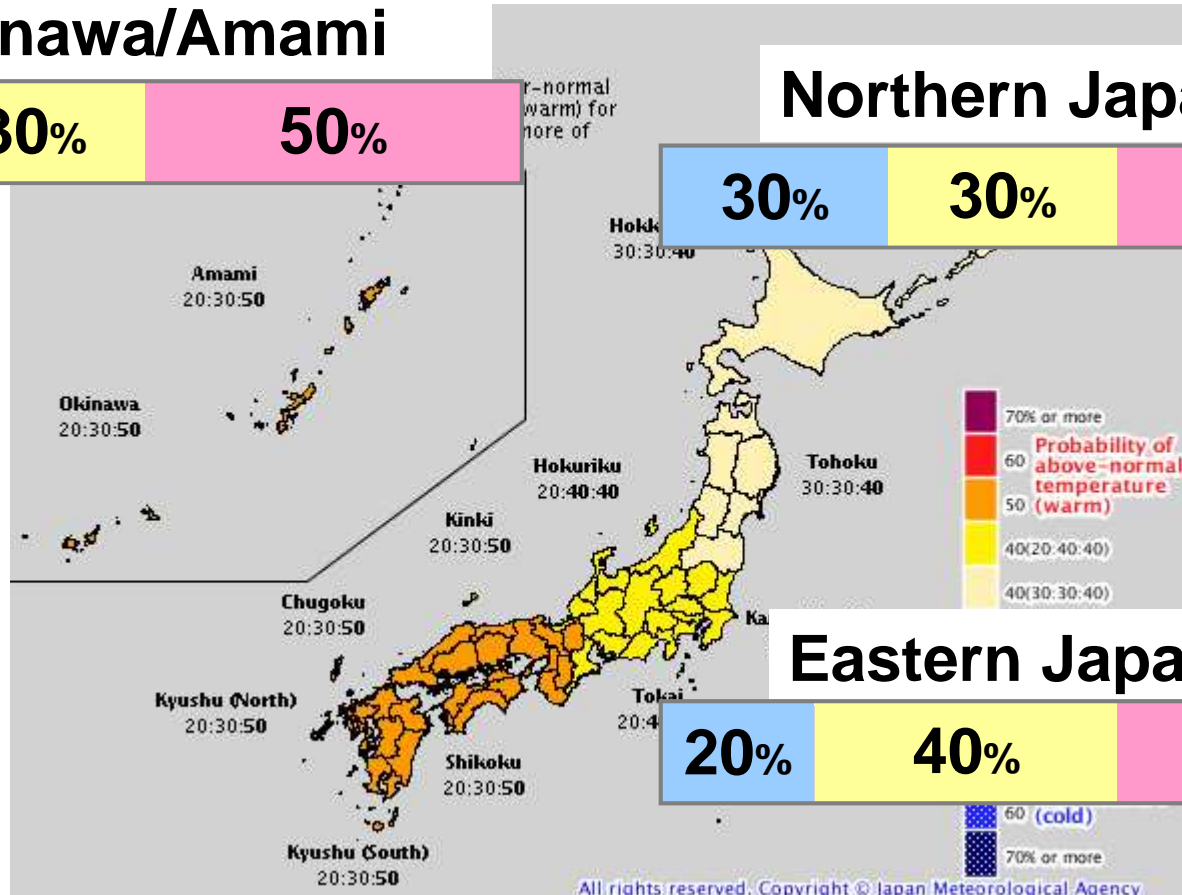 nawa/Amami
30% 50%
r-normal
warm) for
more of
Northern Japa
30% 30%
Hokk
30:30:40
Amami
20:30:50
Okinawa
20:30:50
Hokuriku
20:40:40
Tohoku
30:30:40
Kinki
20:30:50
Chugoku
20:30:50
Kyushu (North)
20:30:50
Shikoku
20:30:50
Kyushu (South)
20:30:50
Tokai
20:4
Ka
70% or more
60
Probability of
above-normal
temperature
(warm)
50
40(20:40:40)
40(30:30:40)
Eastern Japa
20% 40%
60 (cold)
70% or more
All rights reserved. Copyright © Japan Meteorological Agency